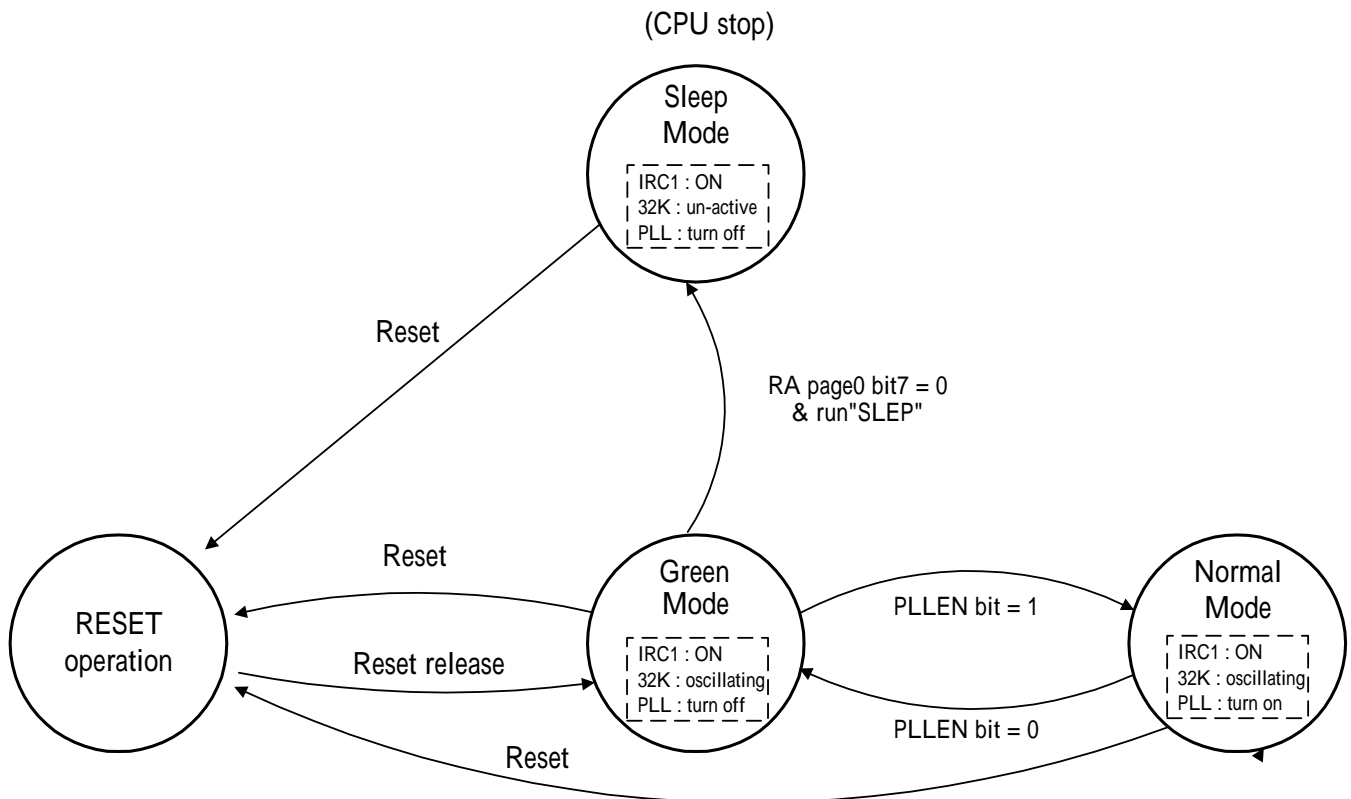 (CPU stop)
Sleep
Mode
IRC1 : ON
32K : un-active
PLL : turn off
Reset
RA page0 bit7 = 0
& run"SLEP"
Reset
RESET
operation
Reset release
Green
Mode
IRC1 : ON
32K : oscillating
PLL : turn off
PLLEN bit = 1
PLLEN bit = 0
Normal
Mode
IRC1 : ON
32K : oscillating
PLL : turn on
Reset